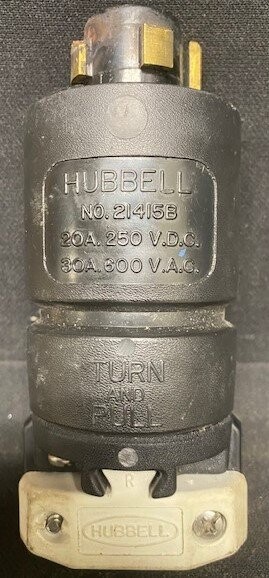 HUBBELL
NO. 21415B
20A. 250 V.D.C.
30A. 600 V.A.C.
TURN
AND
PULL
R
HUBBELL